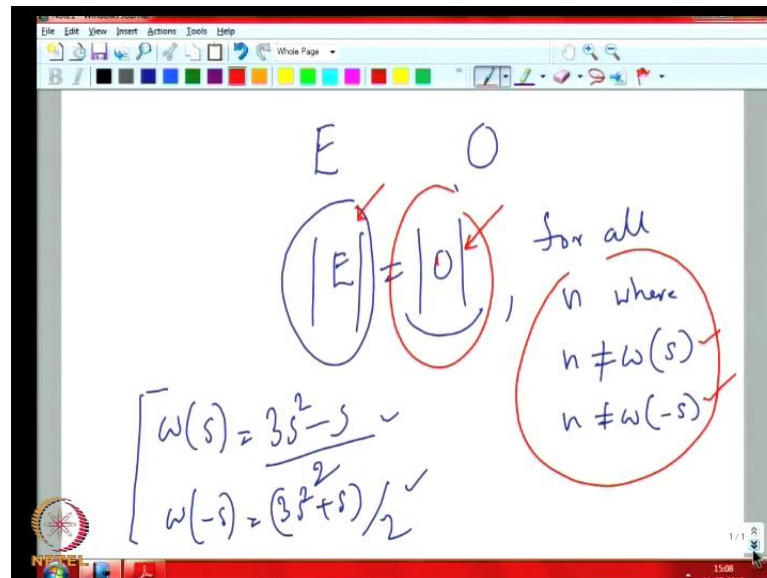 File Edit View Insert Actions Tools Help
Whole Page
B I
E O
|E| = |O|, for all
n where
n ≠ ω(s)
n ≠ ω(-s)
ω(s) = 3s² - s / 2
ω(-s) = (3s² + s)/2
NPTEL
1/1
15:08